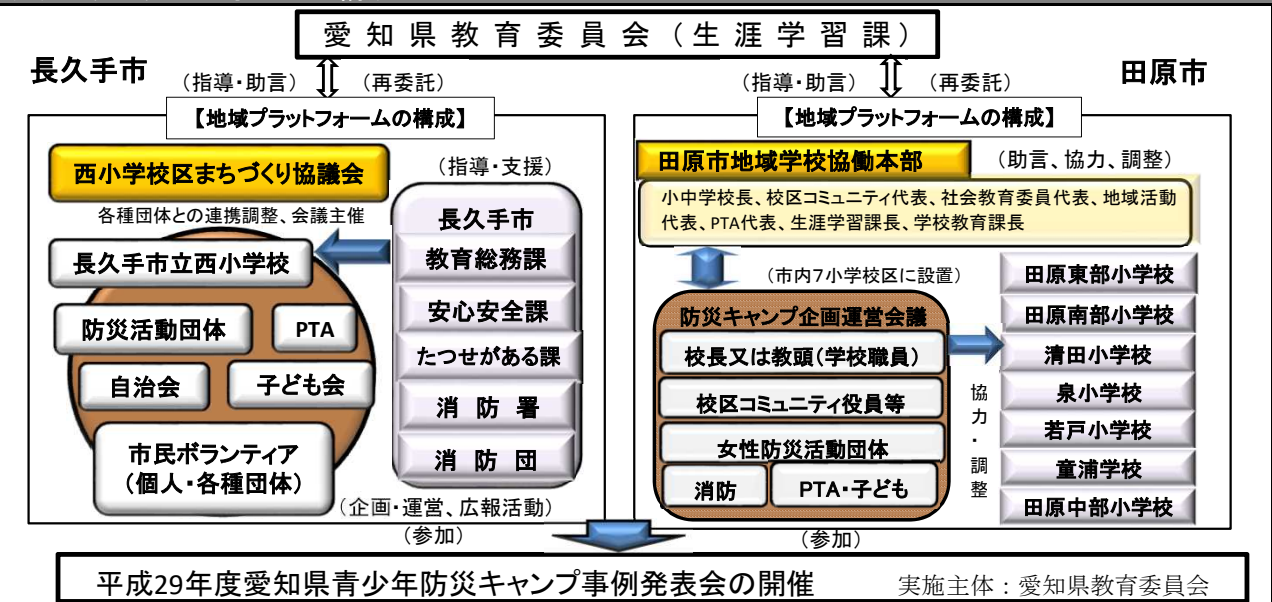 愛知県教育委員会(生涯学習課)
長久手市
(指導・助言)
(再委託)
【地域プラットフォームの構成】
西小学校区まちづくり協議会
各種団体との連携調整、会議主催
長久手市立西小学校
防災活動団体
PTA
自治会
子ども会
市民ボランティア
(個人・各種団体)
(指導・支援)
長久手市
教育総務課
安心安全課
たつせがある課
消防署
消防団
(企画・運営、広報活動)
(参加)
田原市
(指導・助言)
(再委託)
【地域プラットフォームの構成】
田原市地域学校協働本部
(助言、協力、調整)
小中学校長、校区コミュニティ代表、社会教育委員代表、地域活動
代表、PTA代表、生涯学習課長、学校教育課長
(市内7小学校区に設置)
防災キャンプ企画運営会議
校長又は教頭(学校職員)
校区コミュニティ役員等
女性防災活動団体
消防
PTA・子ども
協力・調整
田原東部小学校
田原南部小学校
清田小学校
泉小学校
若戸小学校
童浦学校
田原中部小学校
(参加)
平成29年度愛知県青少年防災キャンプ事例発表会の開催
実施主体:愛知県教育委員会